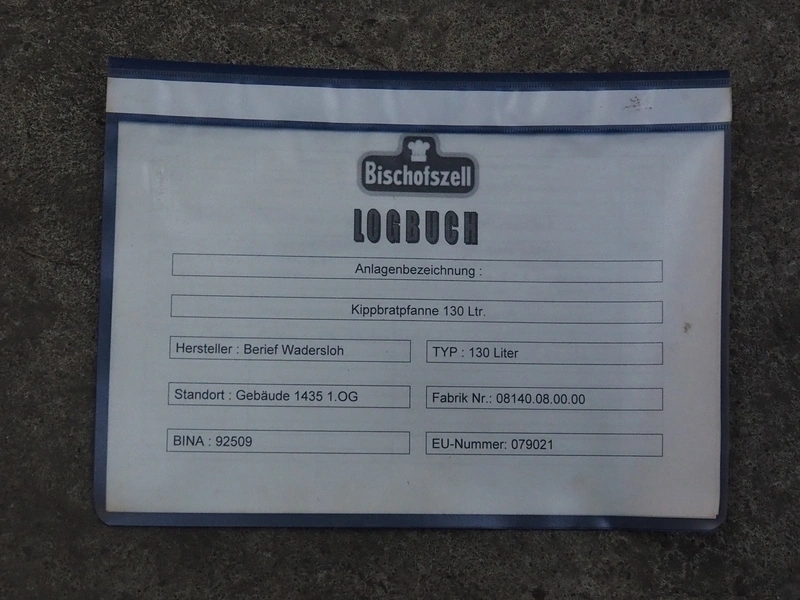 Bischofszell
LOGBUCH
Anlagenbezeichnung :
Kippbratpfanne 130 Ltr.
Hersteller : Berief Wadersloh
TYP : 130 Liter
Standort : Gebäude 1435 1.OG
Fabrik Nr.: 08140.08.00.00
BINA : 92509
EU-Nummer: 079021